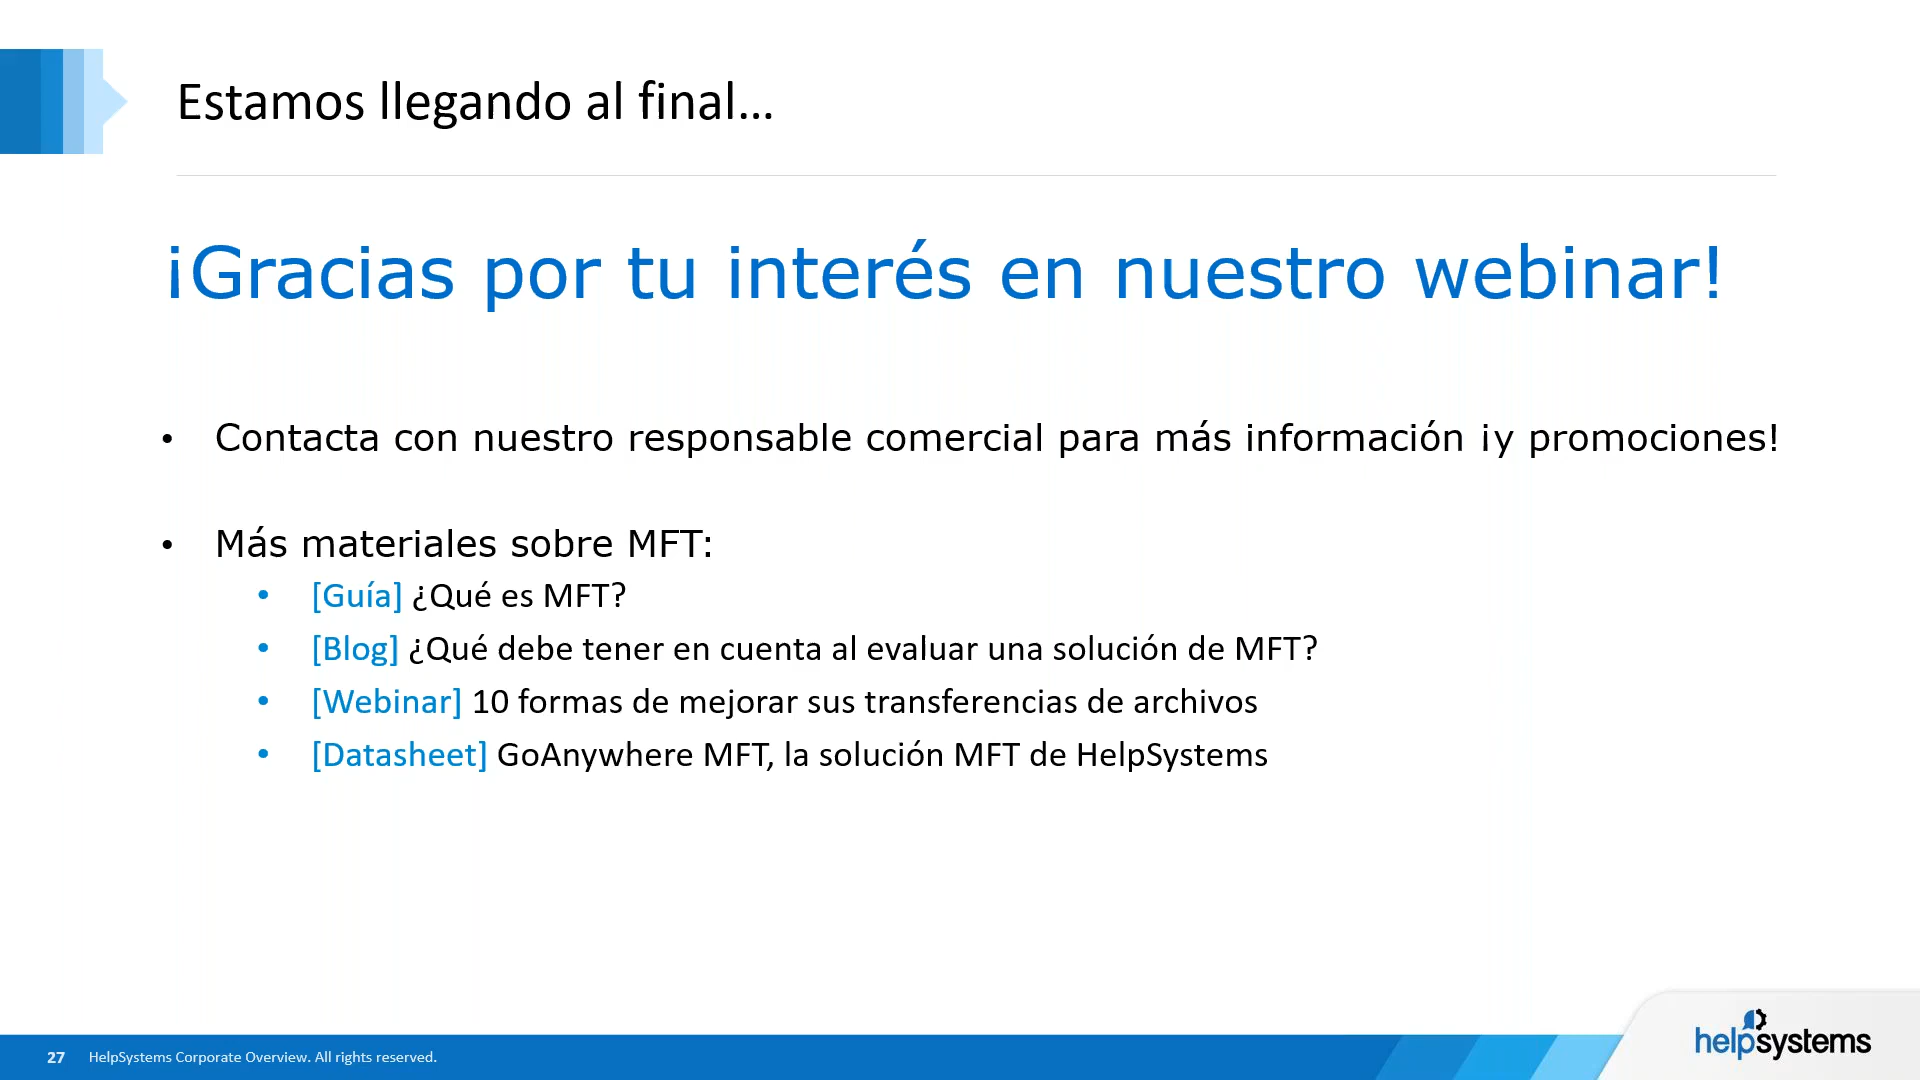 Estamos llegando al final...
¡Gracias por tu interés en nuestro webinar!
• Contacta con nuestro responsable comercial para más información ¡y promociones!
• Más materiales sobre MFT:
• [Guía] ¿Qué es MFT?
• [Blog] ¿Qué debe tener en cuenta al evaluar una solución de MFT?
• [Webinar] 10 formas de mejorar sus transferencias de archivos
• [Datasheet] GoAnywhere MFT, la solución MFT de HelpSystems
27 HelpSystems Corporate Overview. All rights reserved.
helpsystems